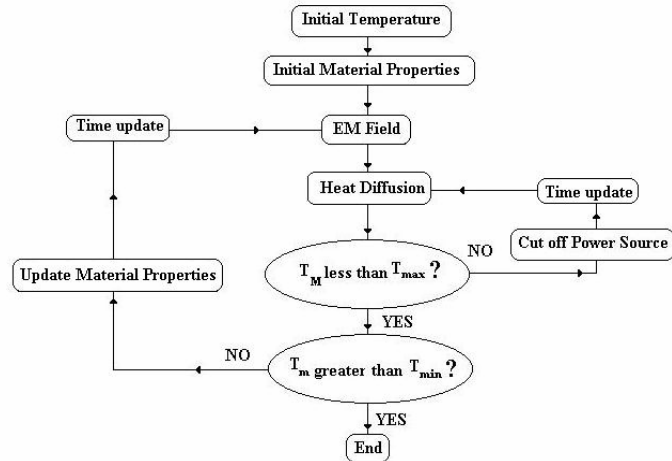 Initial Temperature
Initial Material Properties
Time update
EM Field
Heat Diffusion
Time update
Cut off Power Source
Update Material Properties
T_M less than T_max ?
NO
YES
NO
T_m greater than T_min ?
YES
End